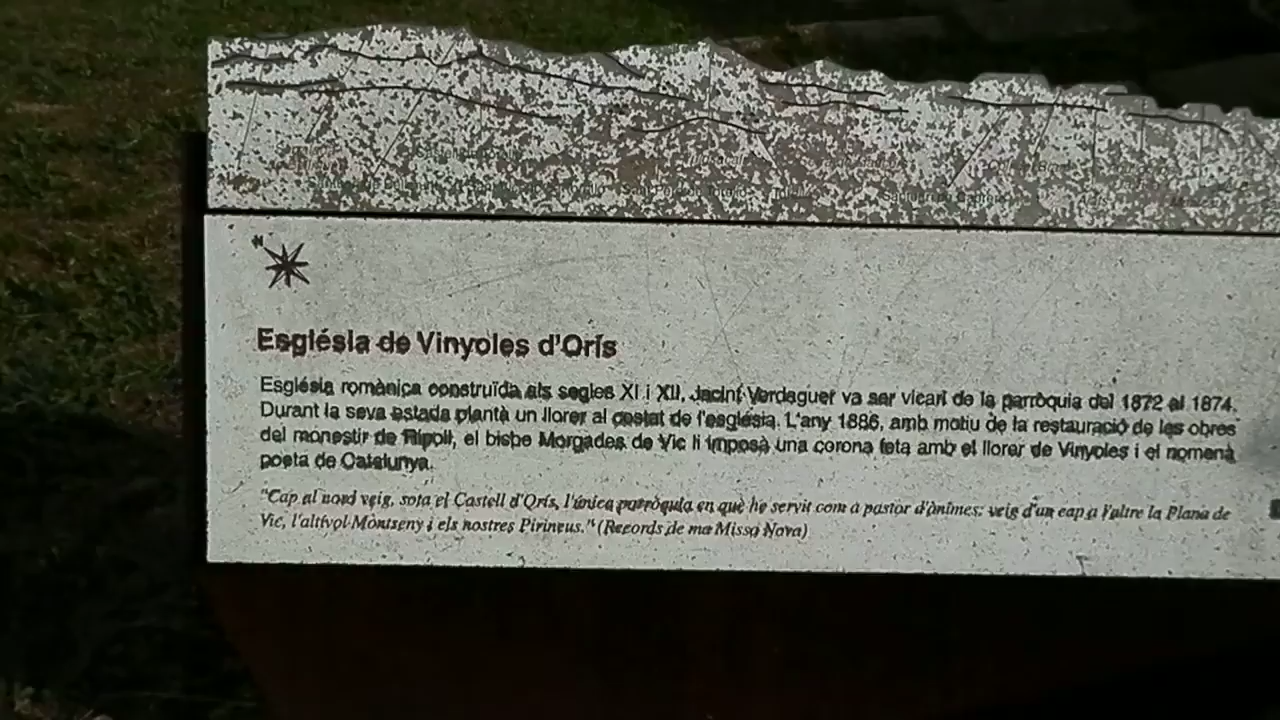 N
Església de Vinyoles d'Orís
Església romànica construïda als segles XI i XII, Jacint Verdaguer va ser vicari de la parròquia del 1872 al 1874.
Durant la seva estada plantà un llorer al costat de l'església. L'any 1886, amb motiu de la restauració de les obres
del monestir de Ripoll, el bisbe Morgades de Vic li imposà una corona feta amb el llorer de Vinyoles i el nomenà
poeta de Catalunya.
"Cap al nord veig, sota el Castell d'Orís, l'única parròquia en què he servit com a pastor d'ànimes: veig d'un cap a l'altre la Plana de
Vic, l'altívol Montseny i els nostres Pirineus." (Records de ma Missa Nova)